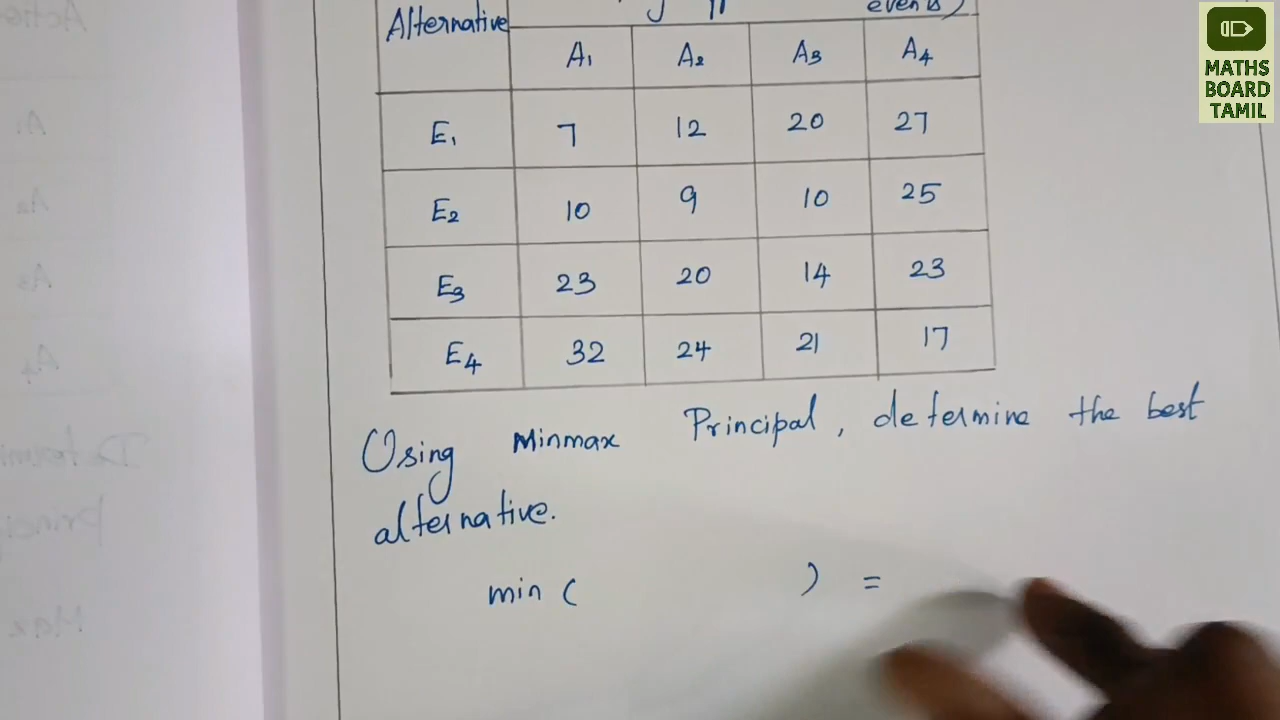 Alternative events)
A1 A2 A3 A4
E1 7 12 20 27
E2 10 9 10 25
E3 23 20 14 23
E4 32 24 21 17
Using Minmax Principal, determine the best
alternative.
min ( ) =
MATHS
BOARD
TAMIL